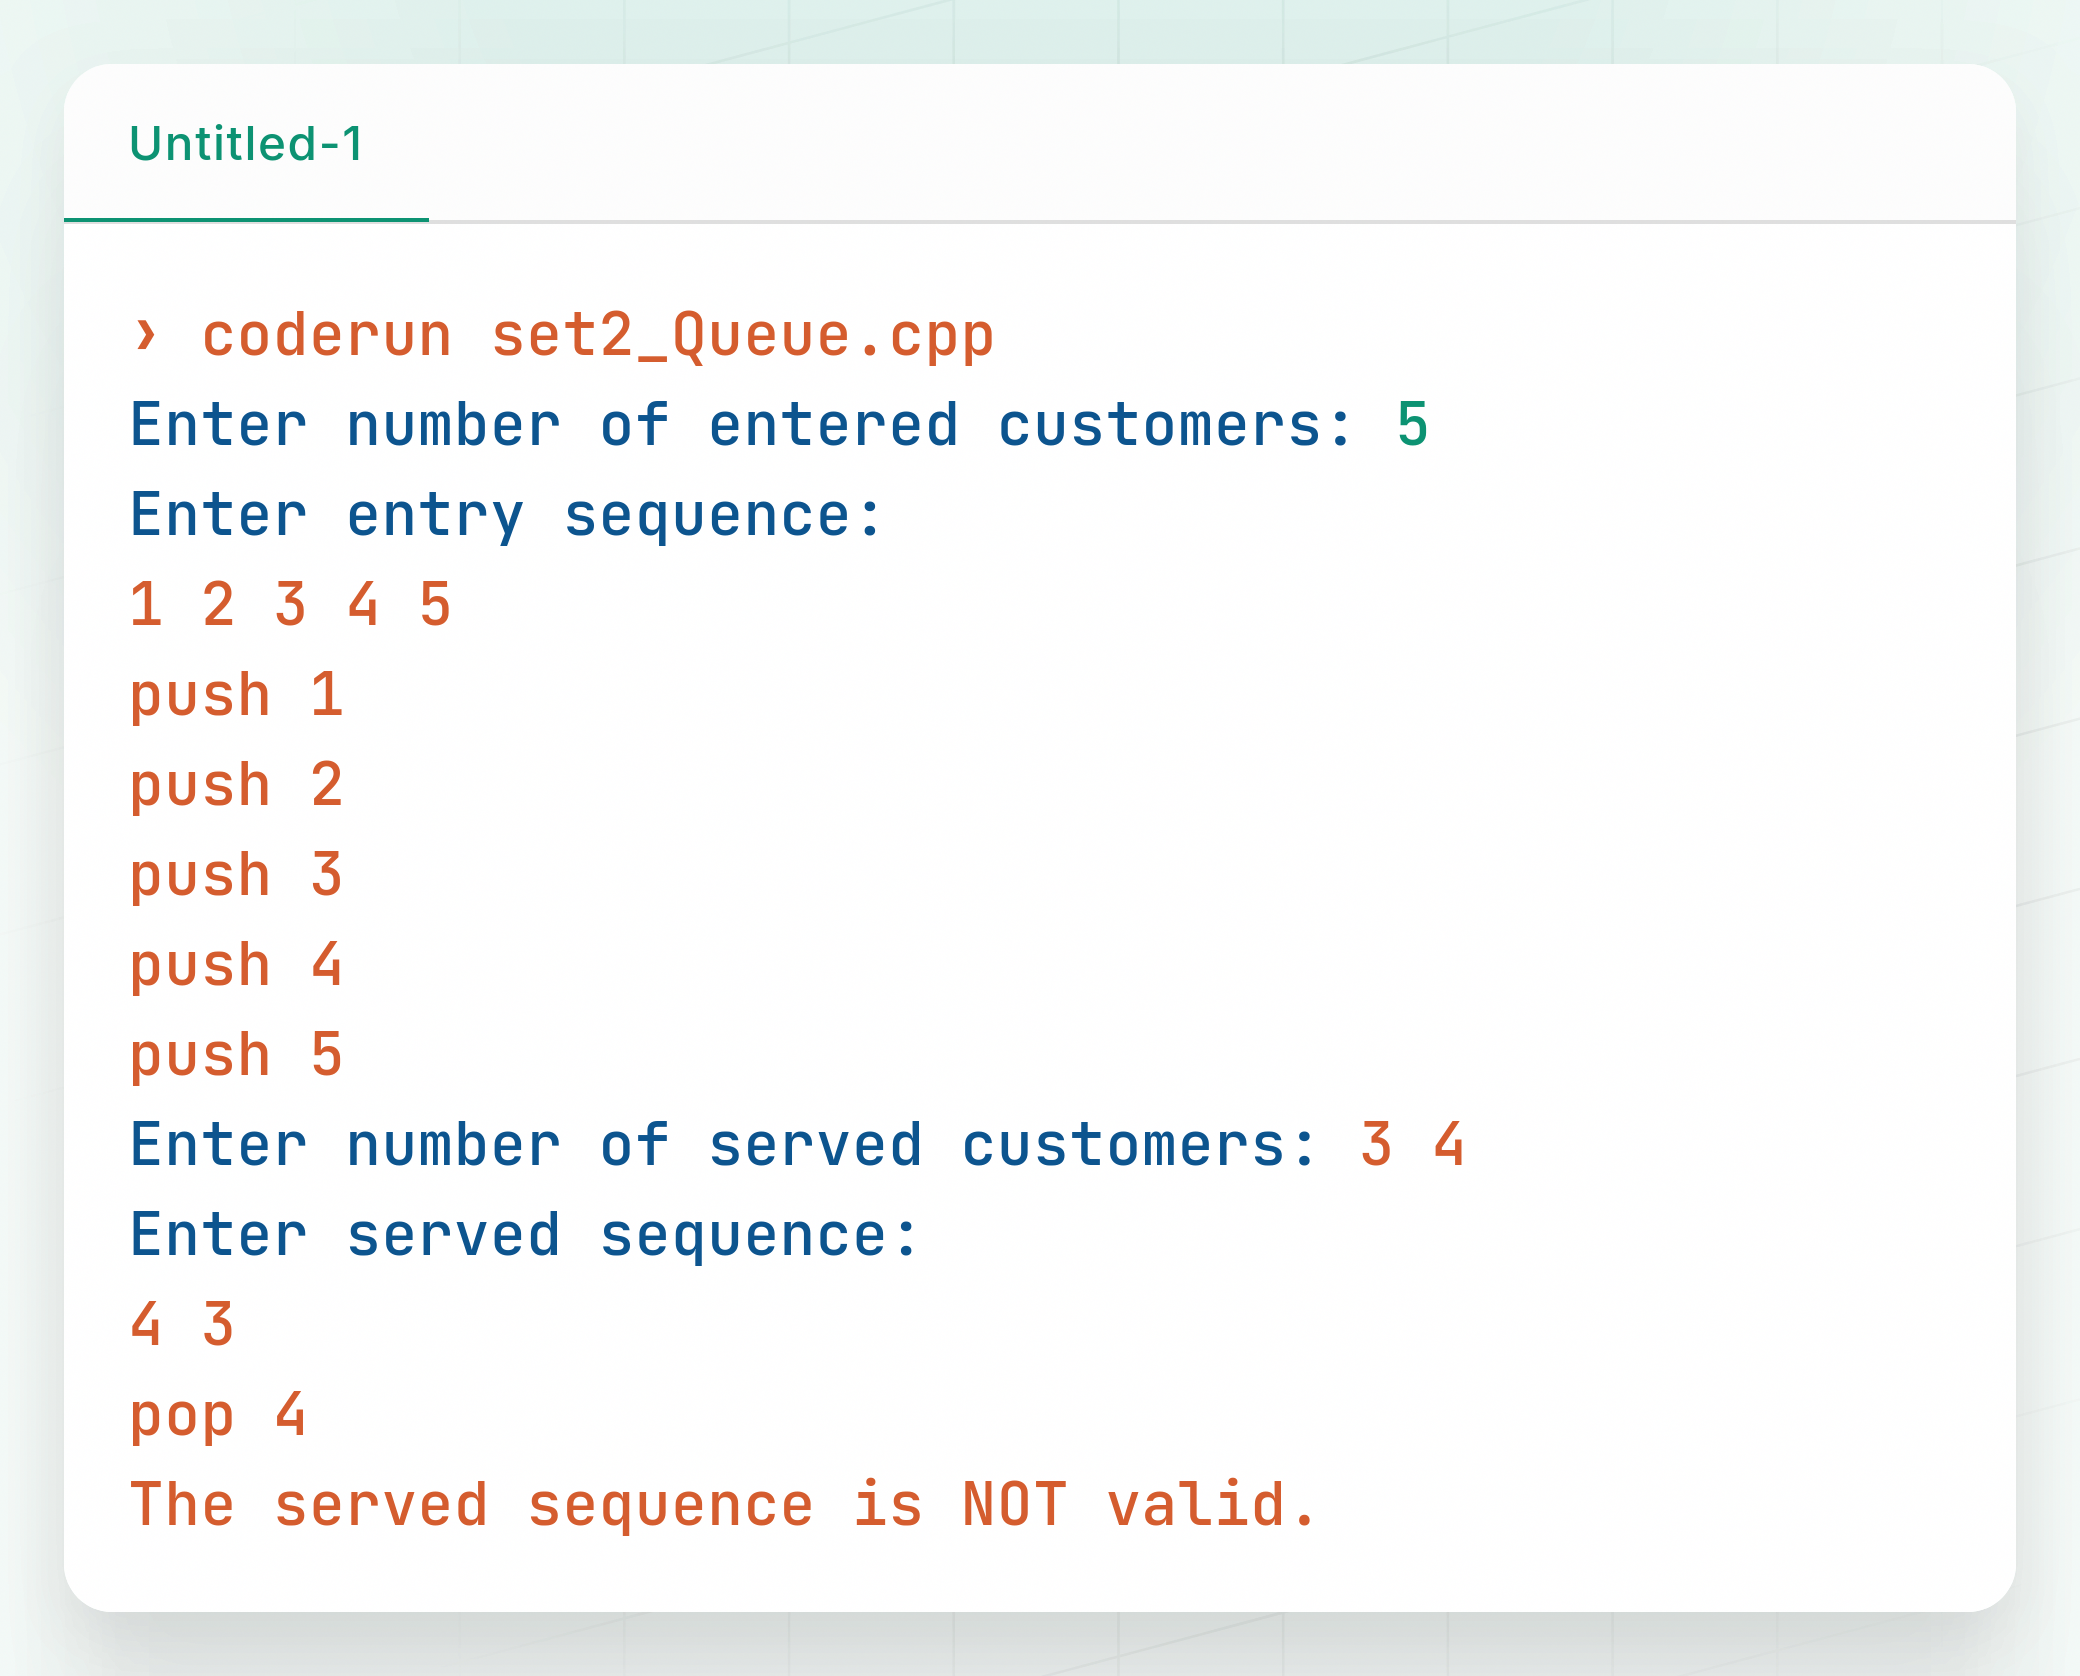 Untitled-1
› coderun set2_Queue.cpp
Enter number of entered customers: 5
Enter entry sequence:
1 2 3 4 5
push 1
push 2
push 3
push 4
push 5
Enter number of served customers: 3 4
Enter served sequence:
4 3
pop 4
The served sequence is NOT valid.